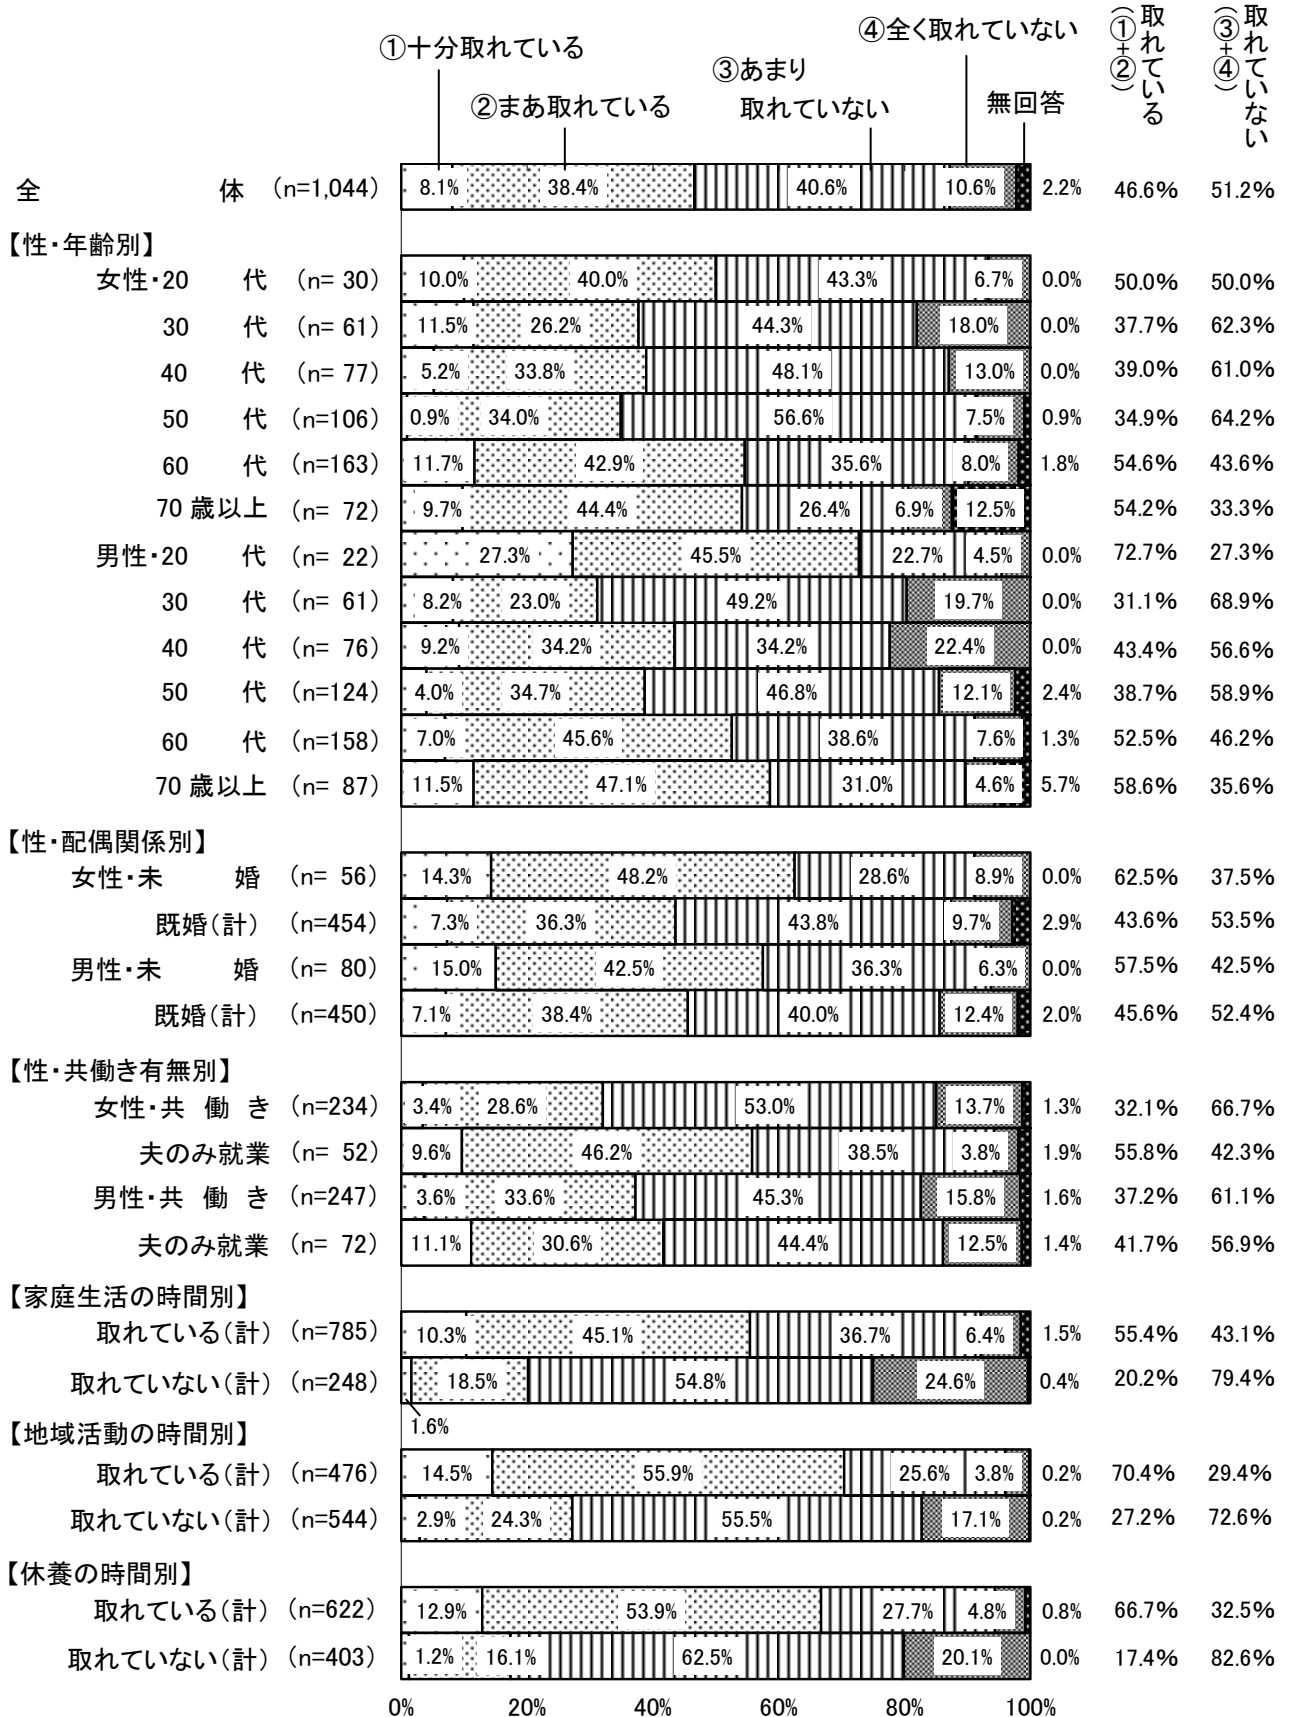 ①十分取れている
②まあ取れている
③あまり
取れていない
④全く取れていない
無回答
取れている
（①+②）
取れていない
（③+④）
全　　体 (n=1,044) 8.1% 38.4% 40.6% 10.6% 2.2% 46.6% 51.2%
【性・年齢別】
女性・20 代 (n= 30) 10.0% 40.0% 43.3% 6.7% 0.0% 50.0% 50.0%
30 代 (n= 61) 11.5% 26.2% 44.3% 18.0% 0.0% 37.7% 62.3%
40 代 (n= 77) 5.2% 33.8% 48.1% 13.0% 0.0% 39.0% 61.0%
50 代 (n=106) 0.9% 34.0% 56.6% 7.5% 0.9% 34.9% 64.2%
60 代 (n=163) 11.7% 42.9% 35.6% 8.0% 1.8% 54.6% 43.6%
70 歳以上 (n= 72) 9.7% 44.4% 26.4% 6.9% 12.5% 54.2% 33.3%
男性・20 代 (n= 22) 27.3% 45.5% 22.7% 4.5% 0.0% 72.7% 27.3%
30 代 (n= 61) 8.2% 23.0% 49.2% 19.7% 0.0% 31.1% 68.9%
40 代 (n= 76) 9.2% 34.2% 34.2% 22.4% 0.0% 43.4% 56.6%
50 代 (n=124) 4.0% 34.7% 46.8% 12.1% 2.4% 38.7% 58.9%
60 代 (n=158) 7.0% 45.6% 38.6% 7.6% 1.3% 52.5% 46.2%
70 歳以上 (n= 87) 11.5% 47.1% 31.0% 4.6% 5.7% 58.6% 35.6%
【性・配偶関係別】
女性・未　婚 (n= 56) 14.3% 48.2% 28.6% 8.9% 0.0% 62.5% 37.5%
既婚（計） (n=454) 7.3% 36.3% 43.8% 9.7% 2.9% 43.6% 53.5%
男性・未　婚 (n= 80) 15.0% 42.5% 36.3% 6.3% 0.0% 57.5% 42.5%
既婚（計） (n=450) 7.1% 38.4% 40.0% 12.4% 2.0% 45.6% 52.4%
【性・共働き有無別】
女性・共 働 き (n=234) 3.4% 28.6% 53.0% 13.7% 1.3% 32.1% 66.7%
夫のみ就業 (n= 52) 9.6% 46.2% 38.5% 3.8% 1.9% 55.8% 42.3%
男性・共 働 き (n=247) 3.6% 33.6% 45.3% 15.8% 1.6% 37.2% 61.1%
夫のみ就業 (n= 72) 11.1% 30.6% 44.4% 12.5% 1.4% 41.7% 56.9%
【家庭生活の時間別】
取れている（計） (n=785) 10.3% 45.1% 36.7% 6.4% 1.5% 55.4% 43.1%
取れていない（計） (n=248) 18.5% 54.8% 24.6% 0.4% 20.2% 79.4%
1.6%
【地域活動の時間別】
取れている（計） (n=476) 14.5% 55.9% 25.6% 3.8% 0.2% 70.4% 29.4%
取れていない（計） (n=544) 2.9% 24.3% 55.5% 17.1% 0.2% 27.2% 72.6%
【休養の時間別】
取れている（計） (n=622) 12.9% 53.9% 27.7% 4.8% 0.8% 66.7% 32.5%
取れていない（計） (n=403) 1.2% 16.1% 62.5% 20.1% 0.0% 17.4% 82.6%
0% 20% 40% 60% 80% 100%